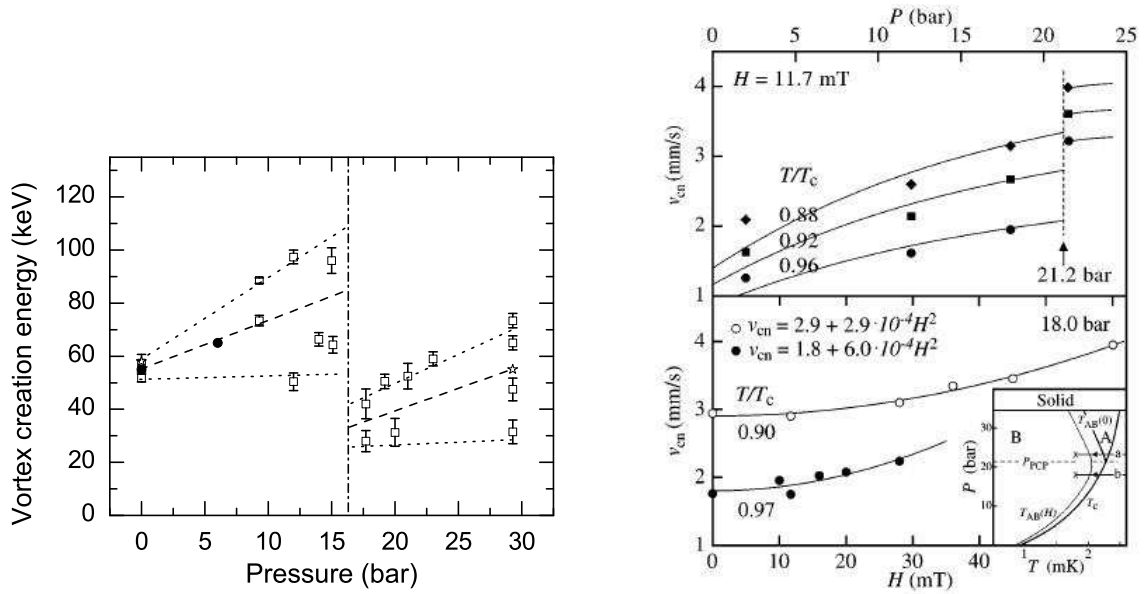 Vortex creation energy (keV)
120
100
80
60
40
20
0
0 5 10 15 20 25 30
Pressure (bar)
P (bar)
0 5 10 15 20 25
H = 11.7 mT
v_cn (mm/s)
4
3
2
1
T/T_c
0.88
0.92
0.96
21.2 bar
○ v_cn = 2.9 + 2.9 ·10⁻⁴H²
● v_cn = 1.8 + 6.0 ·10⁻⁴H²
18.0 bar
v_cn (mm/s)
4
3
2
1
T/T_c
0.90
0.97
0 10 20 30 40
H (mT)
Solid
T_AB(0)
B
A
a
P_PCP
b
T_AB(H)
T_c
P (bar)
30
20
10
1 T (mK) 2